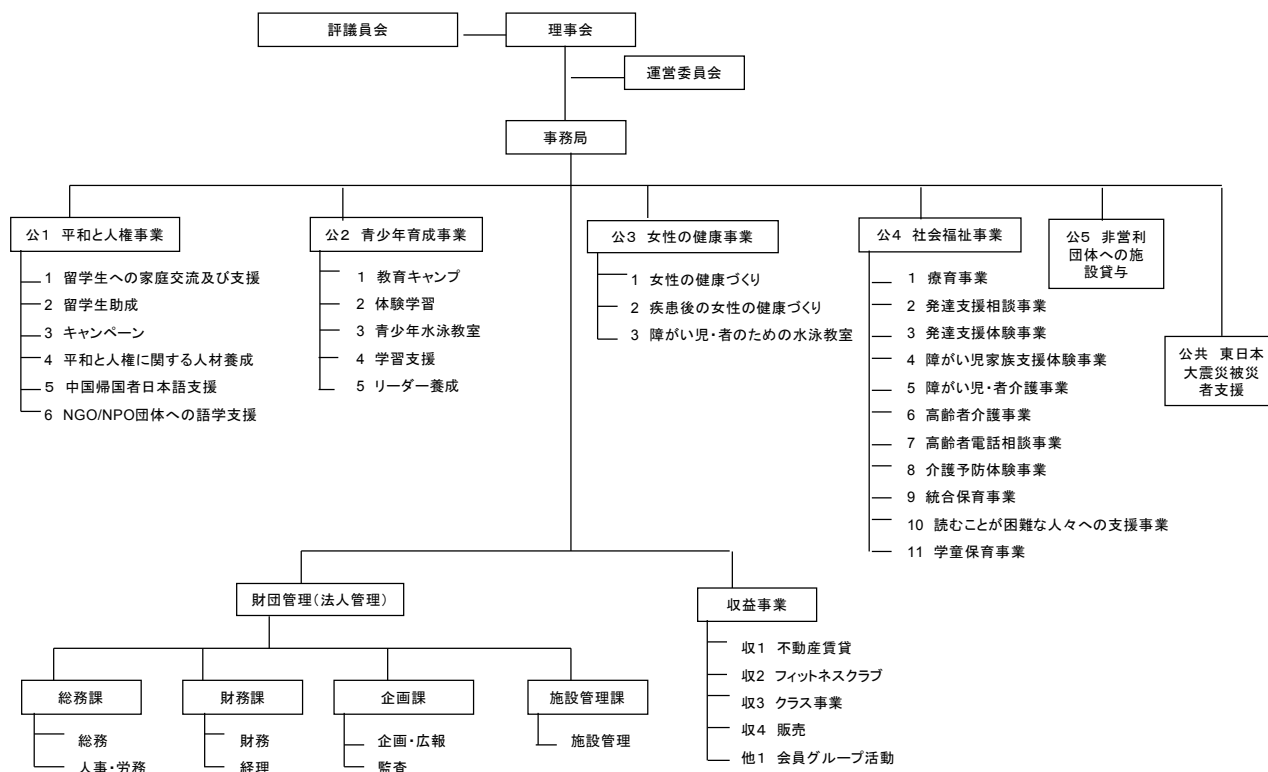 評議員会
理事会
運営委員会
事務局
公1 平和と人権事業
1 留学生への家庭交流及び支援
2 留学生助成
3 キャンペーン
4 平和と人権に関する人材養成
5 中国帰国者日本語支援
6 NGO/NPO団体への語学支援
公2 青少年育成事業
1 教育キャンプ
2 体験学習
3 青少年水泳教室
4 学習支援
5 リーダー養成
公3 女性の健康事業
1 女性の健康づくり
2 疾患後の女性の健康づくり
3 障がい児・者のための水泳教室
公4 社会福祉事業
1 療育事業
2 発達支援相談事業
3 発達支援体験事業
4 障がい児家族支援体験事業
5 障がい児・者介護事業
6 高齢者介護事業
7 高齢者電話相談事業
8 介護予防体験事業
9 統合保育事業
10 読むことが困難な人々への支援事業
11 学童保育事業
公5 非営利
団体への施
設貸与
公共 東日本
大震災被災
者支援
財団管理(法人管理)
総務課
総務
人事・労務
財務課
財務
経理
企画課
企画・広報
監査
施設管理課
施設管理
収益事業
収1 不動産賃貸
収2 フィットネスクラブ
収3 クラス事業
収4 販売
他1 会員グループ活動